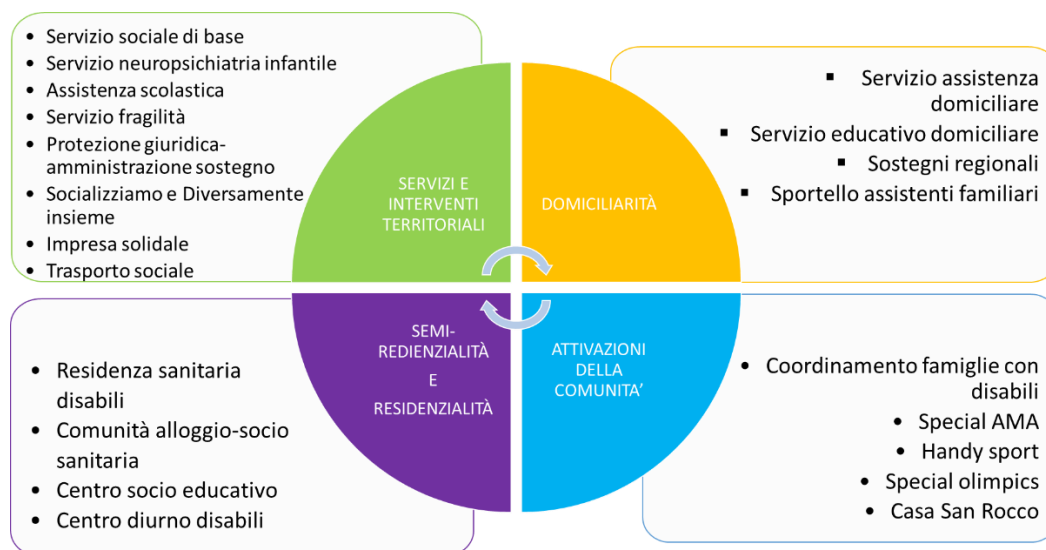 • Servizio sociale di base
• Servizio neuropsichiatria infantile
• Assistenza scolastica
• Servizio fragilità
• Protezione giuridica-
amministrazione sostegno
• Socializziamo e Diversamente
insieme
• Impresa solidale
• Trasporto sociale
SERVIZI E
INTERVENTI
TERRITORIALI
DOMICILIARITÀ
▪ Servizio assistenza
domiciliare
▪ Servizio educativo domiciliare
▪ Sostegni regionali
▪ Sportello assistenti familiari
• Residenza sanitaria
disabili
• Comunità alloggio-socio
sanitaria
• Centro socio educativo
• Centro diurno disabili
SEMI-
REDIENZIALITÀ
E
RESIDENZIALITÀ
ATTIVAZIONI
DELLA
COMUNITA’
• Coordinamento famiglie con
disabili
• Special AMA
• Handy sport
• Special olimpics
• Casa San Rocco